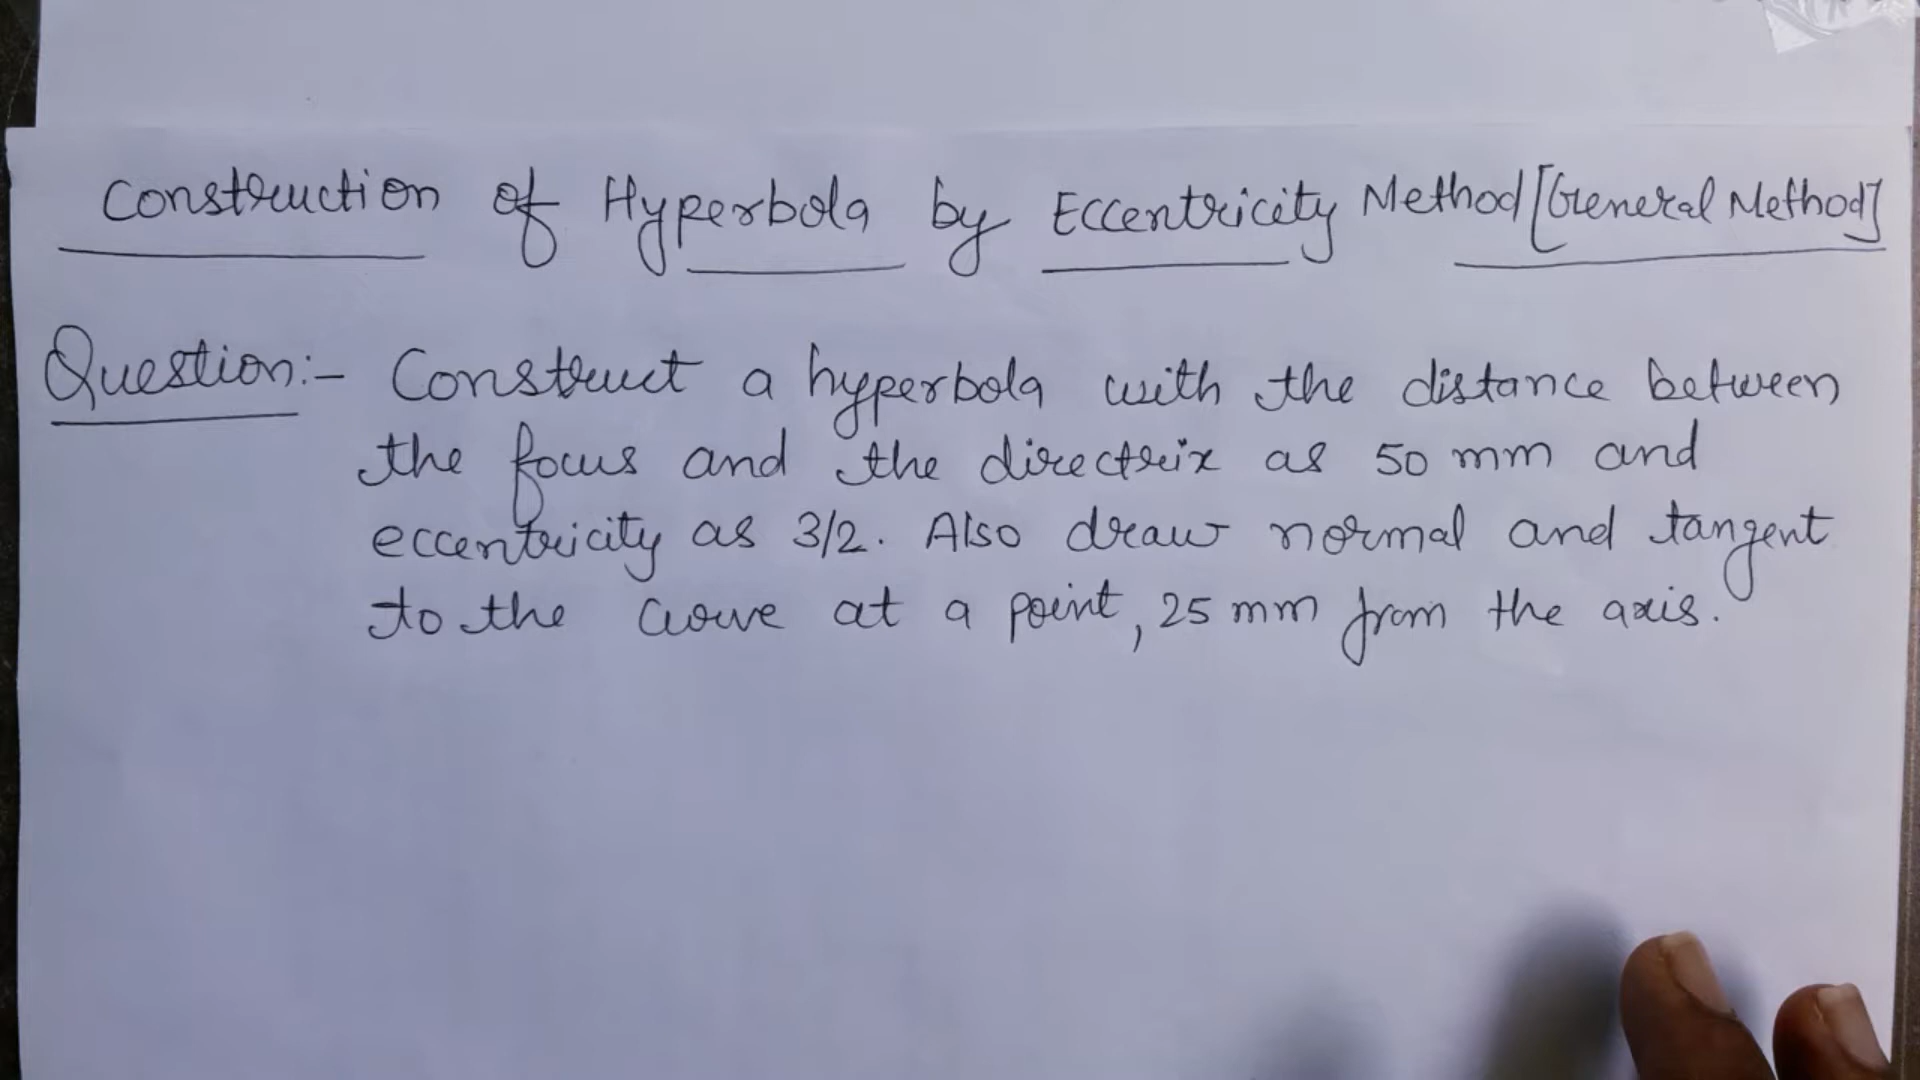 Construction of Hyperbola by Eccentricity Method [General Method]
Question:- Construct a hyperbola with the distance between
the focus and the directrix as 50 mm and
eccentricity as 3/2. Also draw normal and tangent
to the curve at a point, 25 mm from the axis.